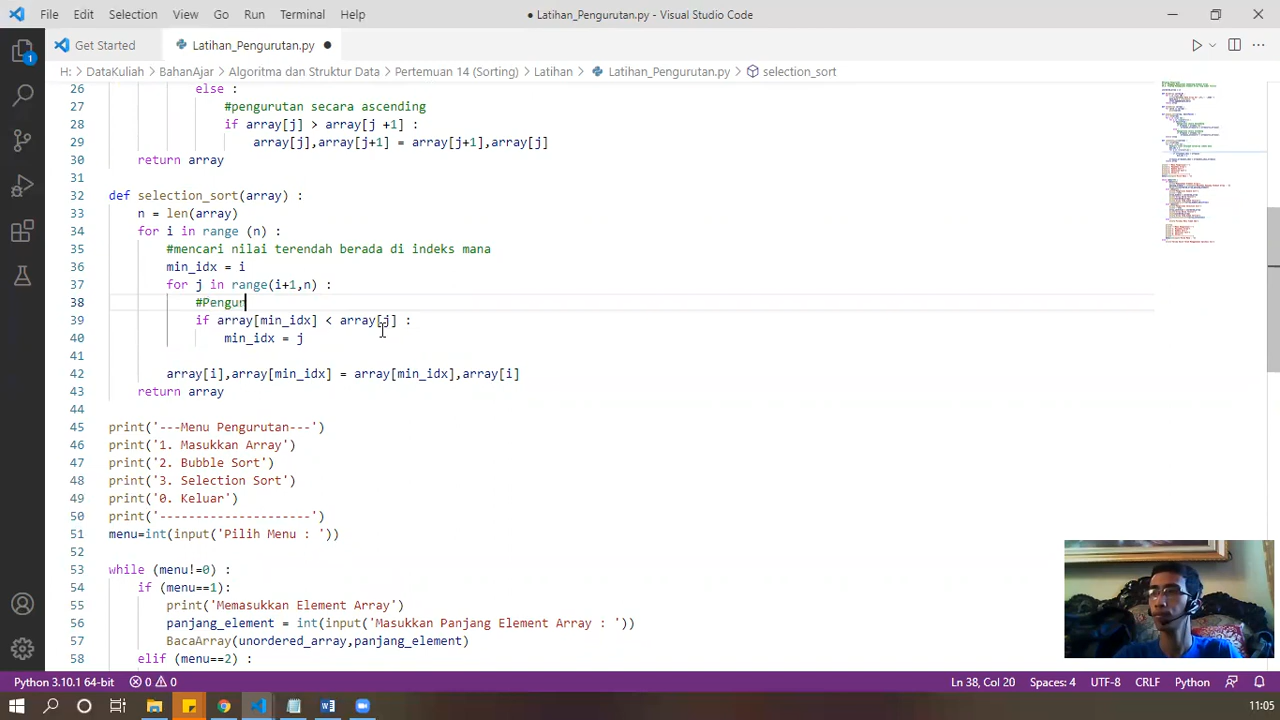 File Edit Selection View Go Run Terminal Help
● Latihan_Pengurutan.py - Visual Studio Code
Get Started
Latihan_Pengurutan.py ●
H: > DataKuliah > BahanAjar > Algoritma dan Struktur Data > Pertemuan 14 (Sorting) > Latihan > Latihan_Pengurutan.py > selection_sort
26 else :
27 #pengurutan secara ascending
28 if array[j] > array[j +1] :
29 array[j],array[j+1] = array[j+1],array[j]
30 return array
31
32 def selection_sort(array):
33 n = len(array)
34 for i in range (n) :
35 #mencari nilai terendah berada di indeks ke
36 min_idx = i
37 for j in range(i+1,n) :
38 #Pengur
39 if array[min_idx] < array[j] :
40 min_idx = j
41
42 array[i],array[min_idx] = array[min_idx],array[i]
43 return array
44
45 print('---Menu Pengurutan---')
46 print('1. Masukkan Array')
47 print('2. Bubble Sort')
48 print('3. Selection Sort')
49 print('0. Keluar')
50 print('---------------------')
51 menu=int(input('Pilih Menu : '))
52
53 while (menu!=0) :
54 if (menu==1):
55 print('Memasukkan Element Array')
56 panjang_element = int(input('Masukkan Panjang Element Array : '))
57 BacaArray(unordered_array,panjang_element)
58 elif (menu==2) :
1
Python 3.10.1 64-bit 0 0 Ln 38, Col 20 Spaces: 4 UTF-8 CRLF Python
11:05